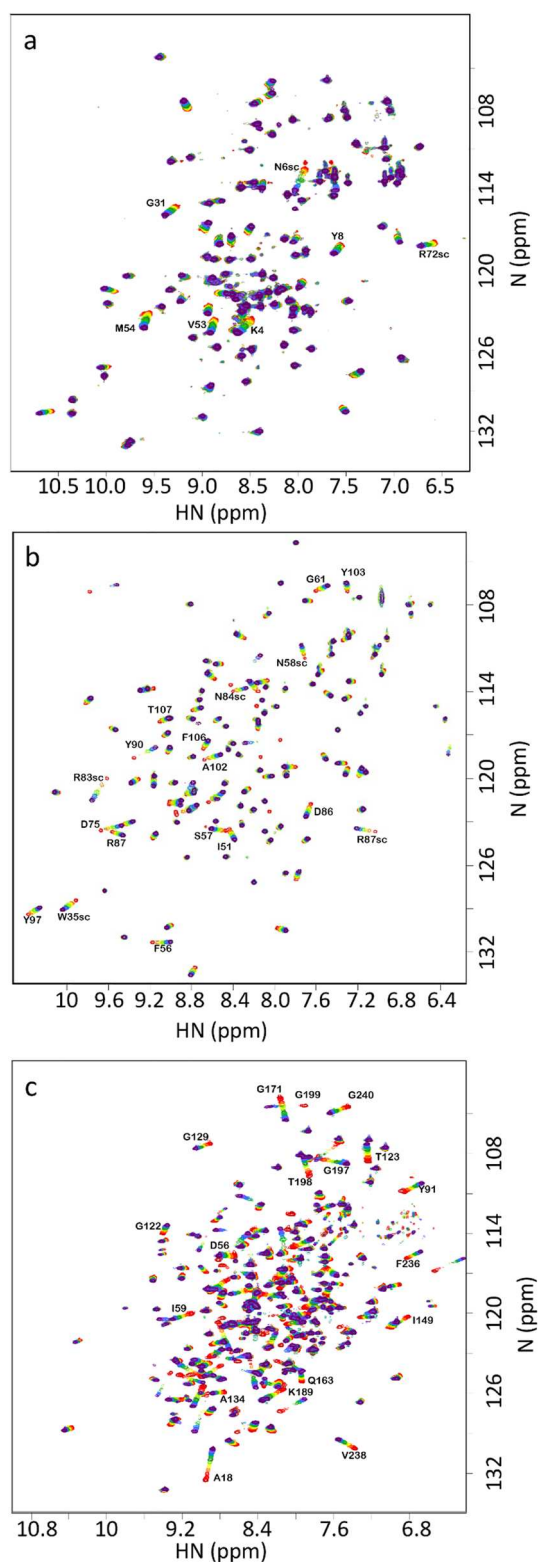 a
108
N6sc
114
G31
Y8
R72sc
120
M54
V53
K4
126
132
N (ppm)
10.5 10.0 9.5 9.0 8.5 8.0 7.5 7.0 6.5
HN (ppm)
b
G61
Y103
108
N58sc
N84sc
114
T107
F106
Y90
A102
R83sc
120
D75
S57
D86
R87
I51
R87sc
126
Y97
W35sc
F56
132
N (ppm)
10 9.6 9.2 8.8 8.4 8 7.6 7.2 6.8 6.4
HN (ppm)
c
G171
G199
G240
G129
T123
108
G197
T198
Y91
G122
114
D56
F236
I59
I149
120
Q163
K189
A134
126
V238
A18
132
N (ppm)
10.8 10 9.2 8.4 7.6 6.8
HN (ppm)